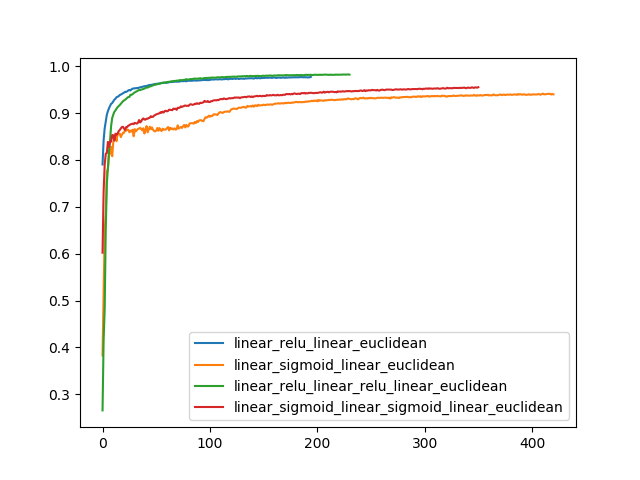 1.0
0.9
0.8
0.7
0.6
0.5
0.4
0.3
0 100 200 300 400
linear_relu_linear_euclidean
linear_sigmoid_linear_euclidean
linear_relu_linear_relu_linear_euclidean
linear_sigmoid_linear_sigmoid_linear_euclidean